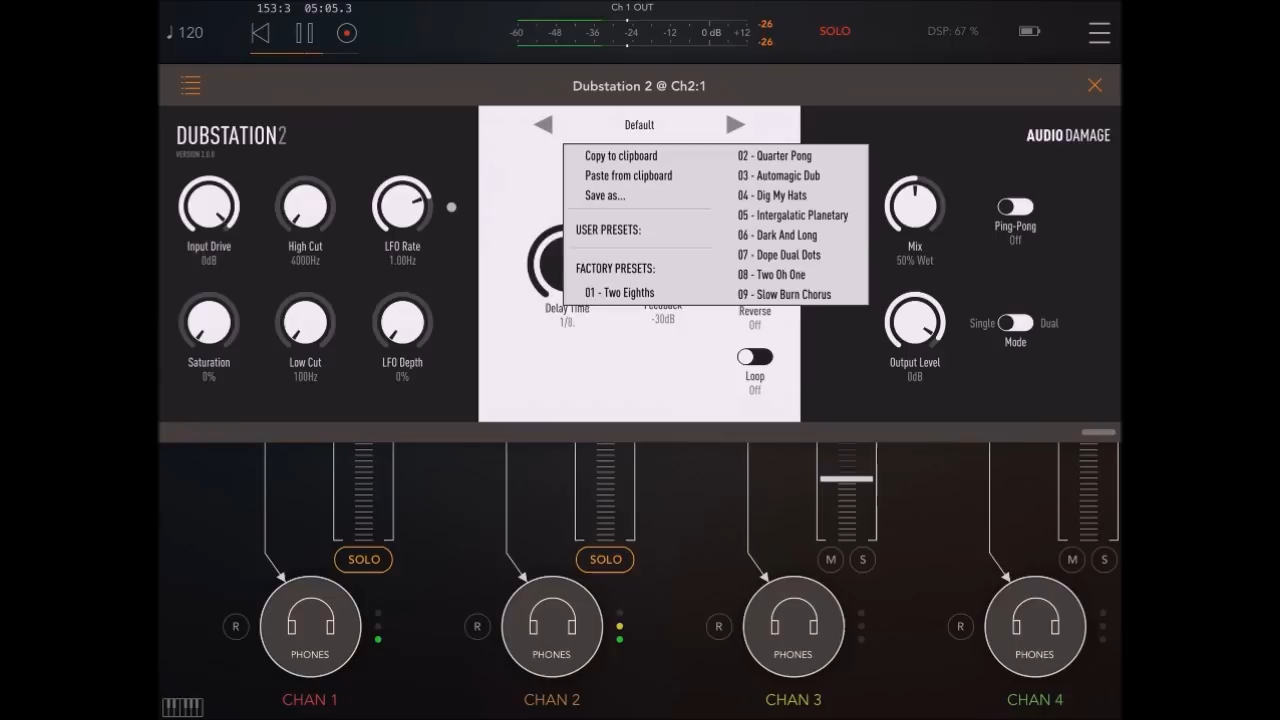 153:3 05:05.3
120
Ch 1 OUT
-60 -48 -36 -24 -12 0 dB +12
-26
-26
SOLO
DSP: 67 %
Dubstation 2 @ Ch2:1
DUBSTATION2
VERSION 2.0.0
Default
AUDIO DAMAGE
Copy to clipboard
Paste from clipboard
Save as...
USER PRESETS:
FACTORY PRESETS:
01 - Two Eighths
02 - Quarter Pong
03 - Automagic Dub
04 - Dig My Hats
05 - Intergalatic Planetary
06 - Dark And Long
07 - Dope Dual Dots
08 - Two Oh One
09 - Slow Burn Chorus
Input Drive
0dB
High Cut
4000Hz
LFO Rate
1.00Hz
Mix
50% Wet
Ping-Pong
Off
Delay Time
1/8.
Feedback
-30dB
Reverse
Off
Single
Dual
Mode
Saturation
0%
Low Cut
100Hz
LFO Depth
0%
Loop
Off
Output Level
0dB
SOLO
SOLO
M S
M S
R
PHONES
R
PHONES
R
PHONES
R
PHONES
CHAN 1
CHAN 2
CHAN 3
CHAN 4